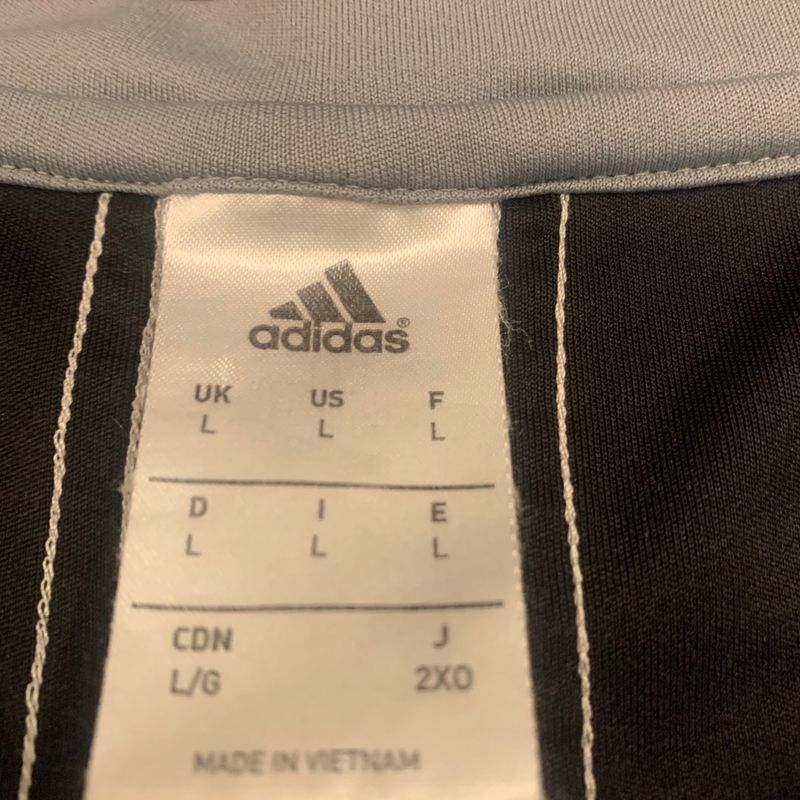 adidas®
UK US F
L L L
D I E
L L L
CDN J
L/G 2XO
MADE IN VIETNAM